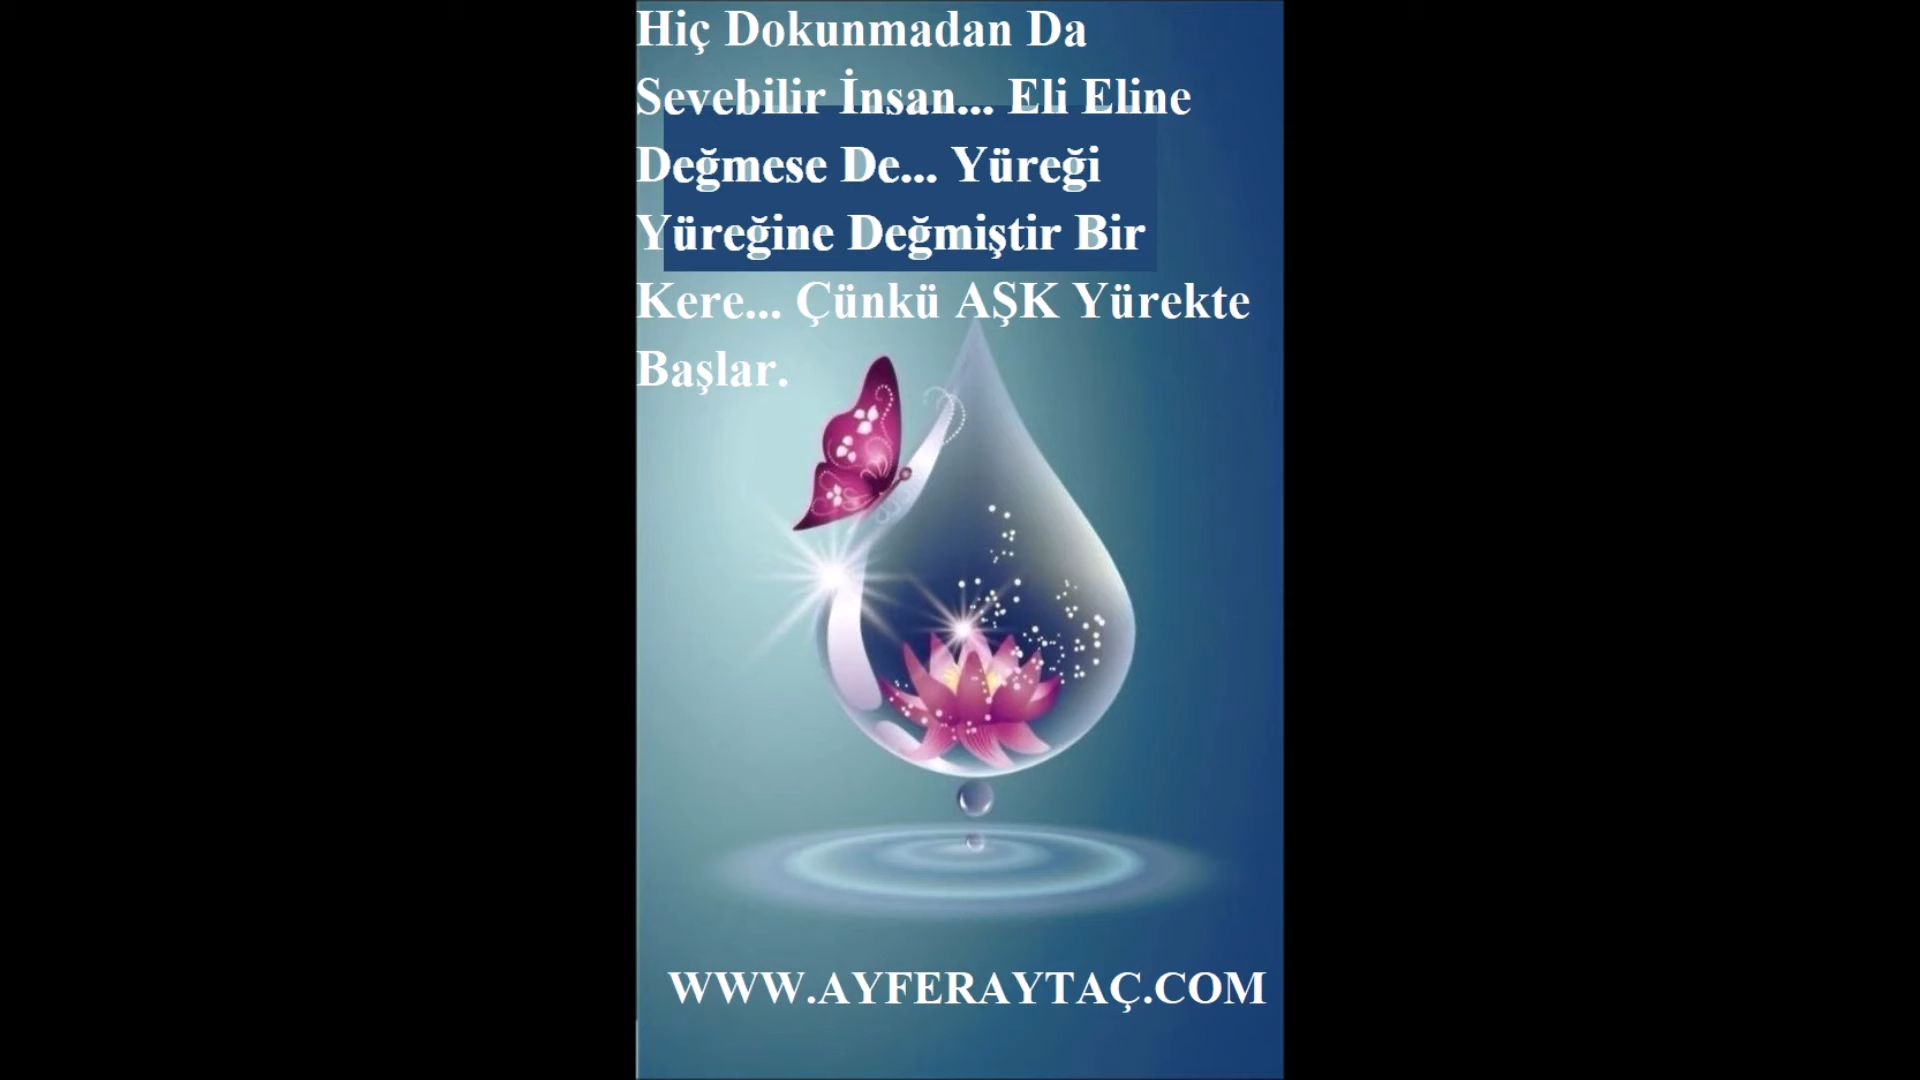 Hiç Dokunmadan Da
Sevebilir İnsan... Eli Eline
Değmese De... Yüreği
Yüreğine Değmiştir Bir
Kere... Çünkü AŞK Yürekte
Başlar.
WWW.AYFERAYTAÇ.COM